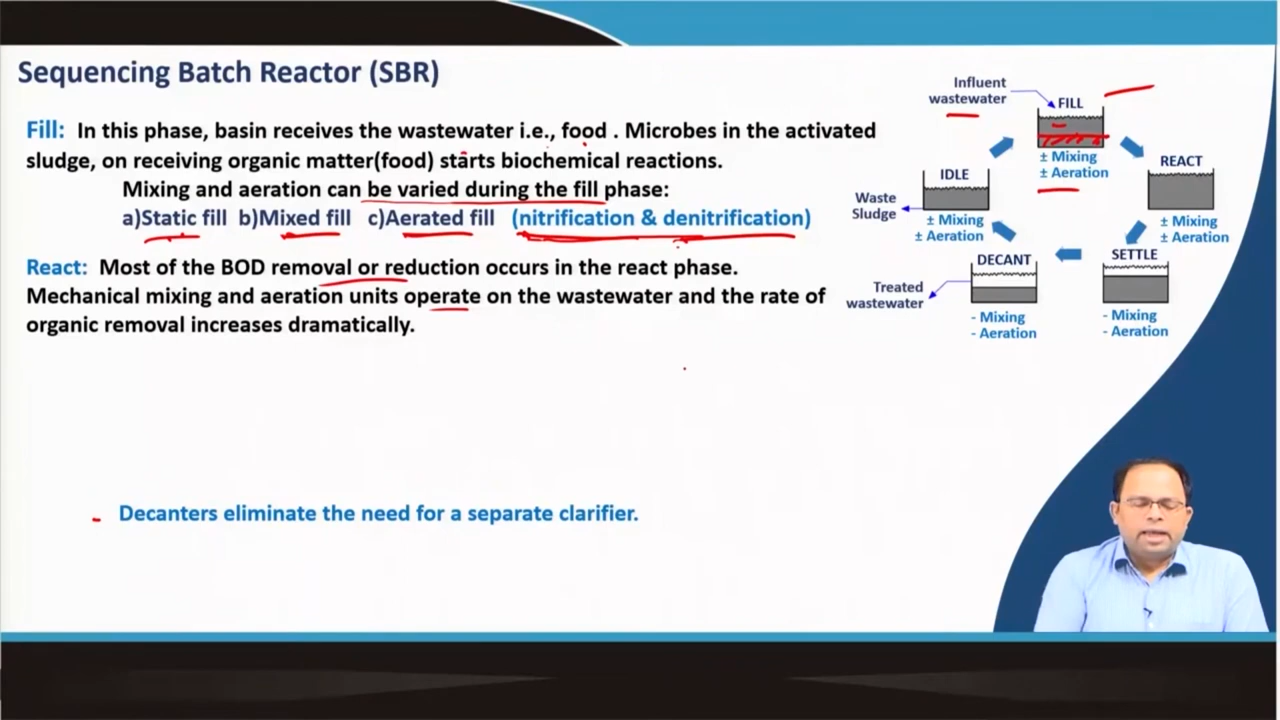 Sequencing Batch Reactor (SBR)
Fill: In this phase, basin receives the wastewater i.e., food . Microbes in the activated
sludge, on receiving organic matter(food) starts biochemical reactions.
Mixing and aeration can be varied during the fill phase:
a)Static fill b)Mixed fill c)Aerated fill (nitrification & denitrification)
React: Most of the BOD removal or reduction occurs in the react phase.
Mechanical mixing and aeration units operate on the wastewater and the rate of
organic removal increases dramatically.
Decanters eliminate the need for a separate clarifier.
Influent
wastewater
FILL
± Mixing
± Aeration
REACT
± Mixing
± Aeration
SETTLE
- Mixing
- Aeration
DECANT
- Mixing
- Aeration
Treated
wastewater
IDLE
± Mixing
± Aeration
Waste
Sludge